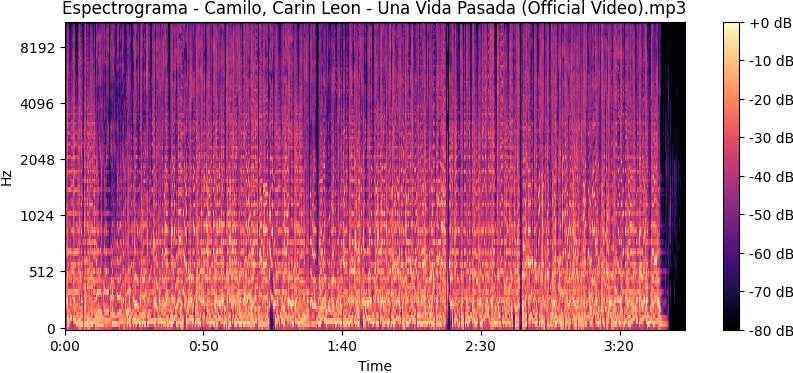 Espectrograma - Camilo, Carin Leon - Una Vida Pasada (Official Video).mp3
+0 dB
8192
-10 dB
4096
-20 dB
-30 dB
2048
Hz
-40 dB
1024
-50 dB
512
-60 dB
-70 dB
0
-80 dB
0:00 0:50 1:40 2:30 3:20
Time